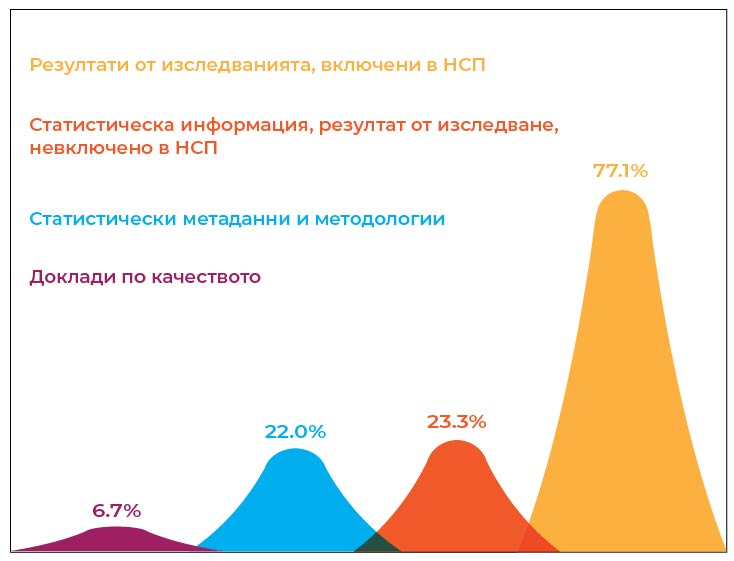 Резултати от изследванията, включени в НСП
Статистическа информация, резултат от изследване,
невключено в НСП
77.1%
Статистически метаданни и методологии
Доклади по качеството
23.3%
22.0%
6.7%